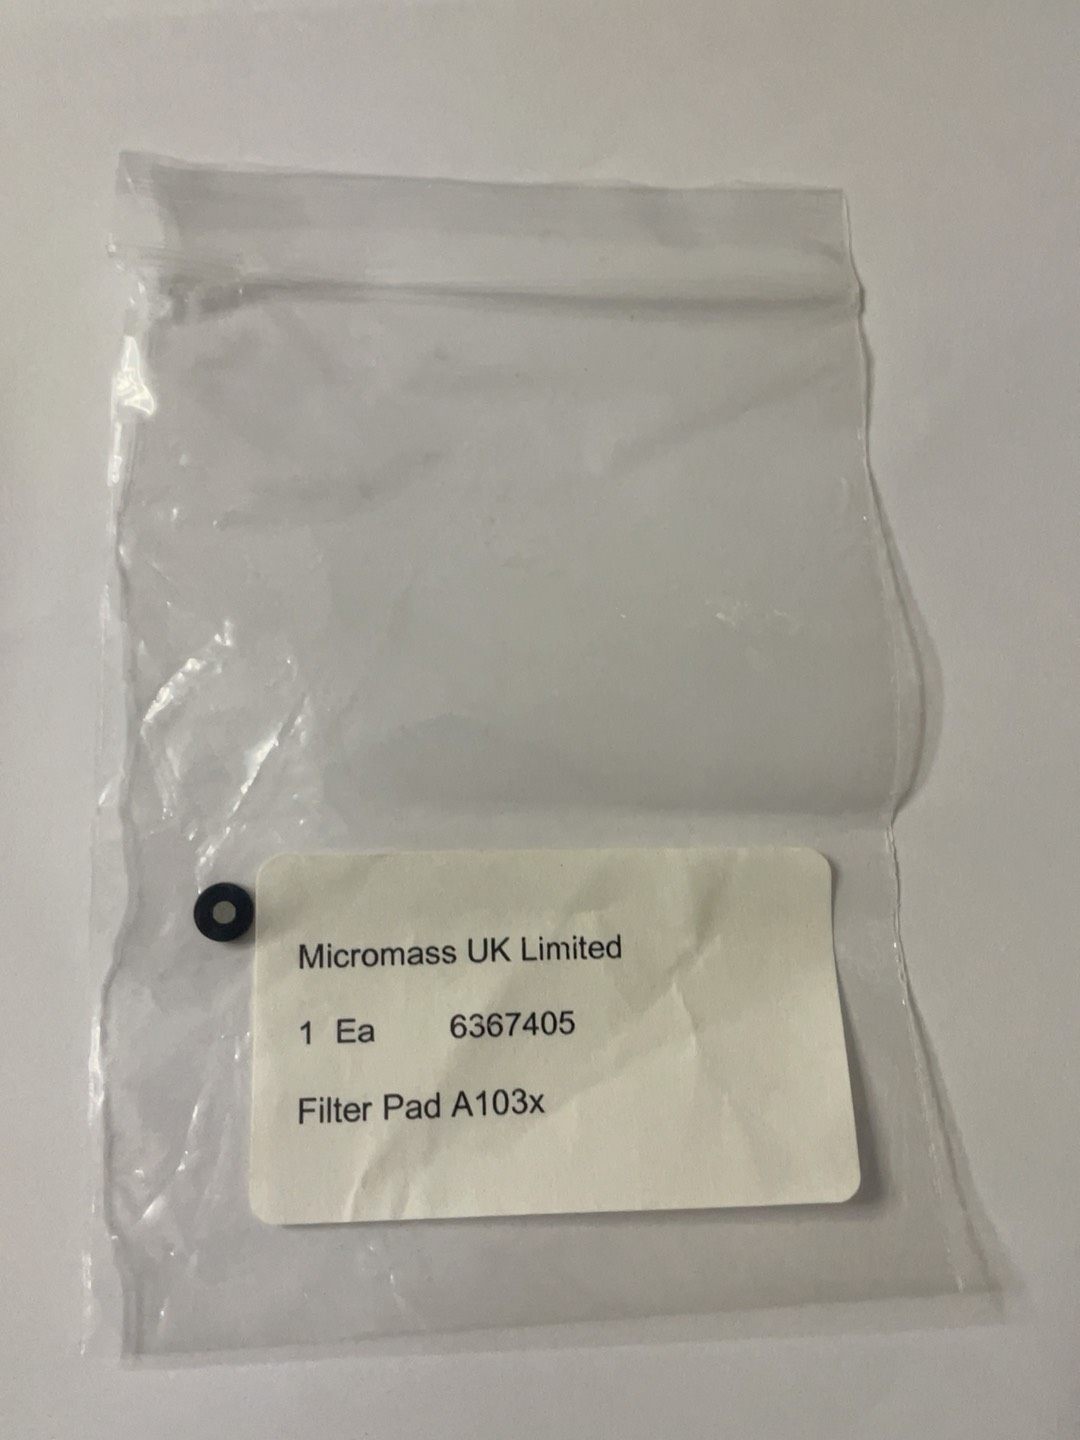 Micromass UK Limited
1 Ea 6367405
Filter Pad A103x